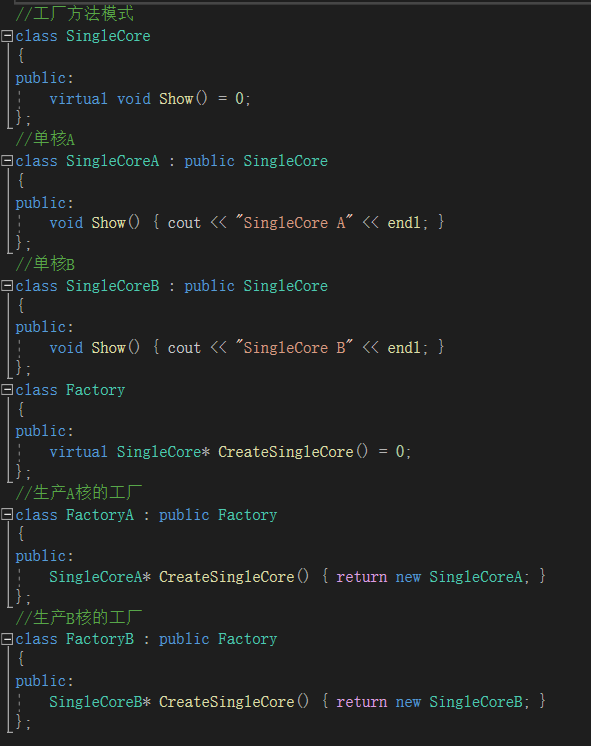 //工厂方法模式
class SingleCore
{
public:
    virtual void Show() = 0;
};
//单核A
class SingleCoreA : public SingleCore
{
public:
    void Show() { cout << "SingleCore A" << endl; }
};
//单核B
class SingleCoreB : public SingleCore
{
public:
    void Show() { cout << "SingleCore B" << endl; }
};
class Factory
{
public:
    virtual SingleCore* CreateSingleCore() = 0;
};
//生产A核的工厂
class FactoryA : public Factory
{
public:
    SingleCoreA* CreateSingleCore() { return new SingleCoreA; }
};
//生产B核的工厂
class FactoryB : public Factory
{
public:
    SingleCoreB* CreateSingleCore() { return new SingleCoreB; }
};